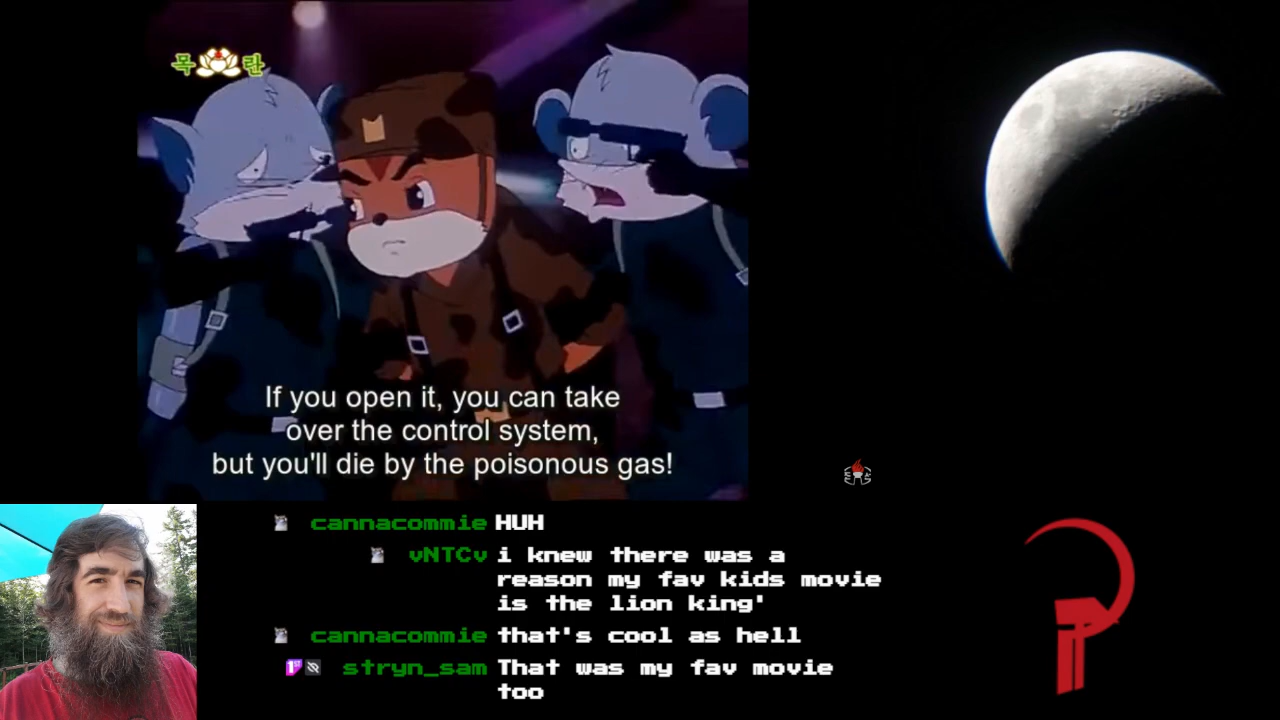 목란
If you open it, you can take
over the control system,
but you'll die by the poisonous gas!
cannacommie HUH
vNTCv i knew there was a
reason my fav kids movie
is the lion king'
cannacommie that's cool as hell
stryn_sam That was my fav movie
too